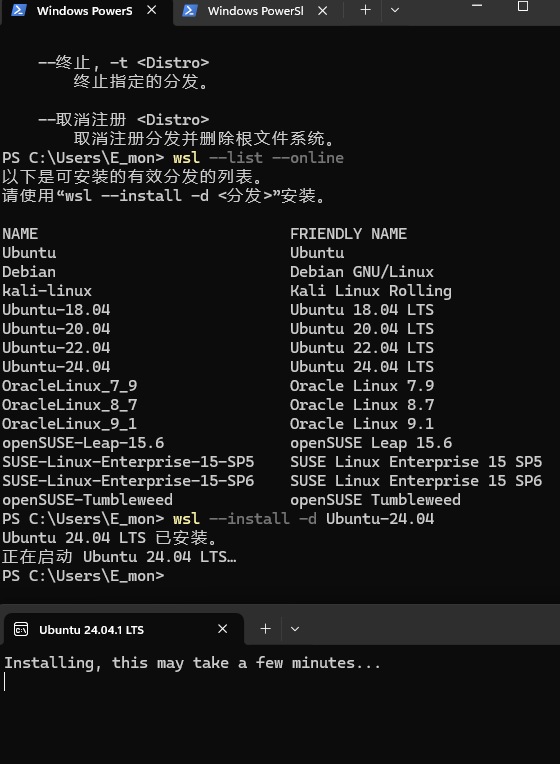 Windows PowerS
Windows PowerSl
--终止, -t <Distro>
终止指定的分发。
--取消注册 <Distro>
取消注册分发并删除根文件系统。
PS C:\Users\E_mon> wsl --list --online
以下是可安装的有效分发的列表。
请使用“wsl --install -d <分发>”安装。
NAME FRIENDLY NAME
Ubuntu Ubuntu
Debian Debian GNU/Linux
kali-linux Kali Linux Rolling
Ubuntu-18.04 Ubuntu 18.04 LTS
Ubuntu-20.04 Ubuntu 20.04 LTS
Ubuntu-22.04 Ubuntu 22.04 LTS
Ubuntu-24.04 Ubuntu 24.04 LTS
OracleLinux_7_9 Oracle Linux 7.9
OracleLinux_8_7 Oracle Linux 8.7
OracleLinux_9_1 Oracle Linux 9.1
openSUSE-Leap-15.6 openSUSE Leap 15.6
SUSE-Linux-Enterprise-15-SP5 SUSE Linux Enterprise 15 SP5
SUSE-Linux-Enterprise-15-SP6 SUSE Linux Enterprise 15 SP6
openSUSE-Tumbleweed openSUSE Tumbleweed
PS C:\Users\E_mon> wsl --install -d Ubuntu-24.04
Ubuntu 24.04 LTS 已安装。
正在启动 Ubuntu 24.04 LTS…
PS C:\Users\E_mon>
Ubuntu 24.04.1 LTS
Installing, this may take a few minutes...